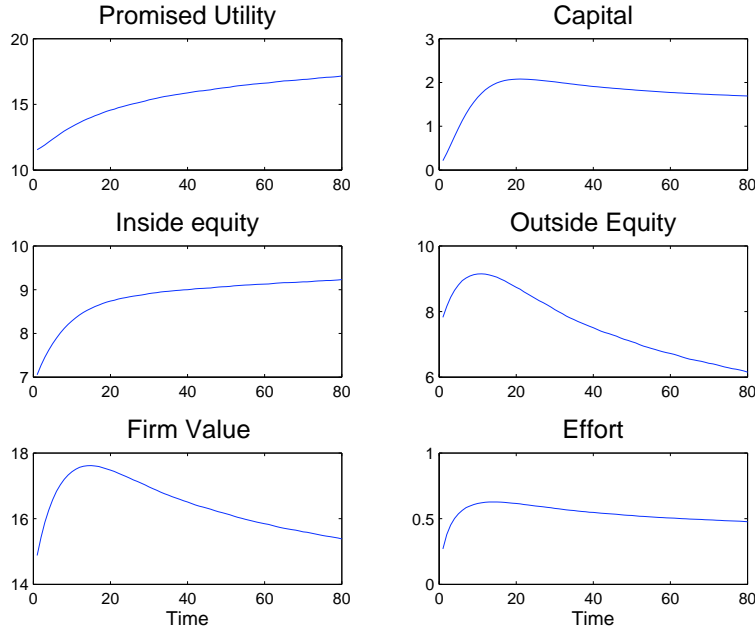 Promised Utility
20
15
10
0 20 40 60 80
Capital
3
2
1
0
0 20 40 60 80
Inside equity
10
9
8
7
0 20 40 60 80
Outside Equity
10
8
6
0 20 40 60 80
Firm Value
18
16
14
0 20 40 60 80
Time
Effort
1
0.5
0
0 20 40 60 80
Time